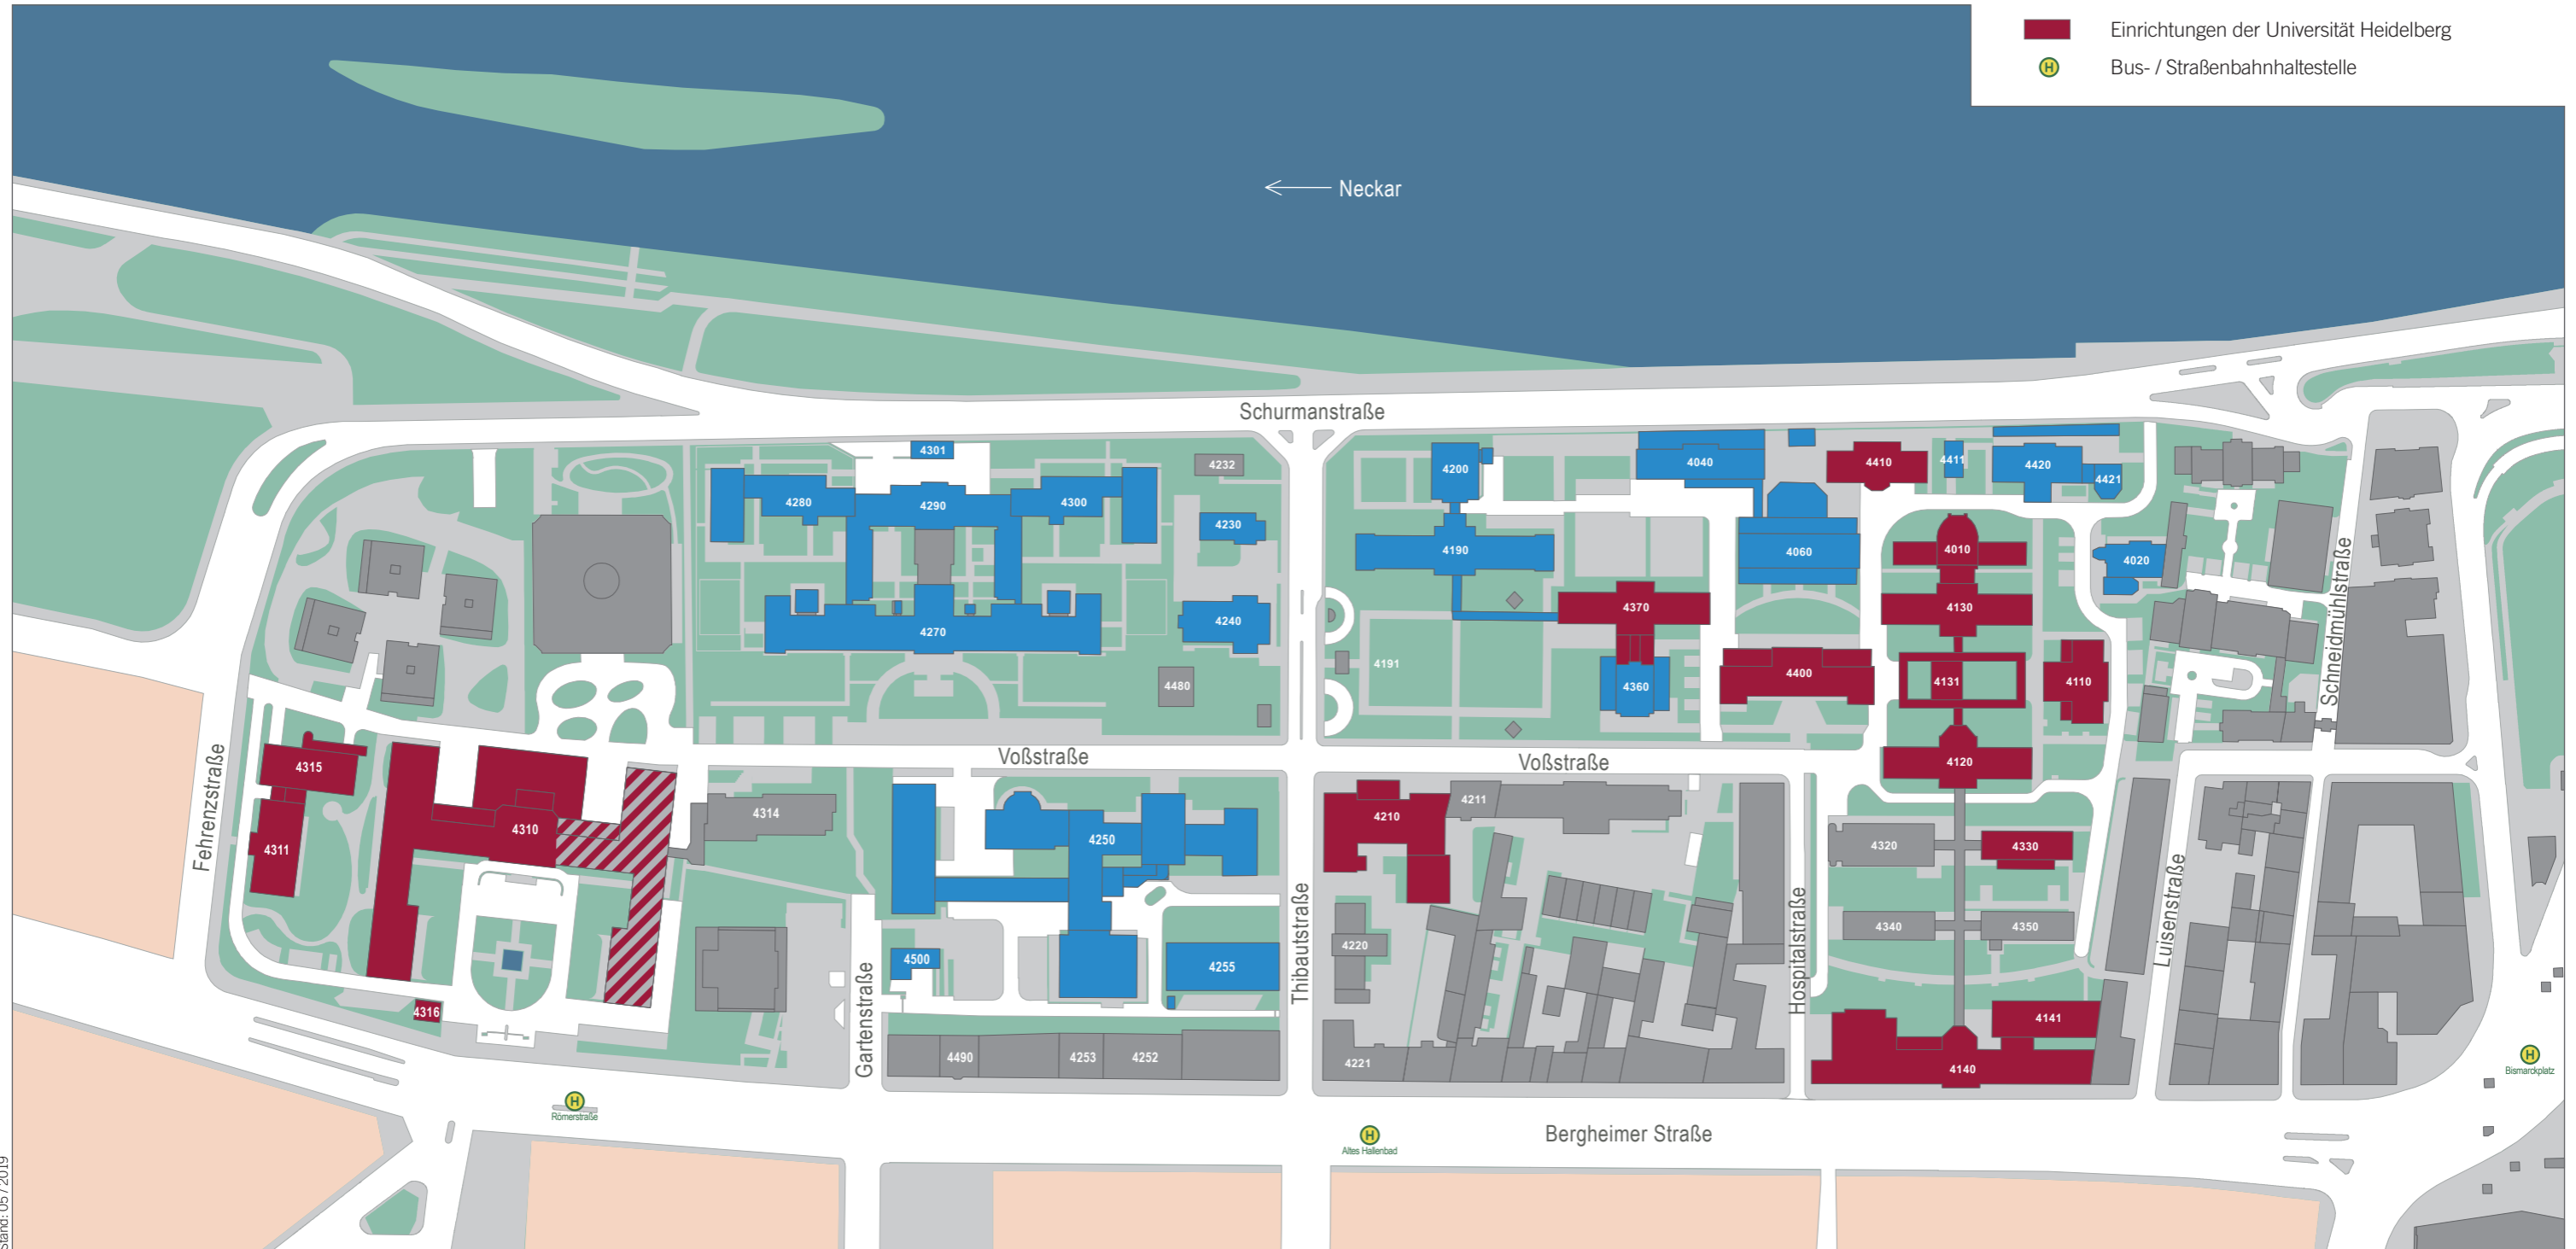 Einrichtungen der Universität Heidelberg
H
Bus- / Straßenbahnhaltestelle
Neckar
Schurmanstraße
4301
4232
4200
4040
4410
4411
4420
4421
4280
4290
4300
4230
4190
4060
4010
4020
4270
4240
4370
4130
Schneidmühlstraße
4191
4480
4360
4400
4131
4110
Voßstraße
Voßstraße
4120
Fehrenzstraße
4315
4311
4310
4314
4250
4210
4211
4320
4330
4316
4500
4255
Gartenstraße
Thibautstraße
4220
Hospitalstraße
4340
4350
Luisenstraße
4490
4253
4252
4221
4141
4140
H
Bismarckplatz
H
Römerstraße
H
Altes Hallenbad
Bergheimer Straße
Stand: 05 / 2019